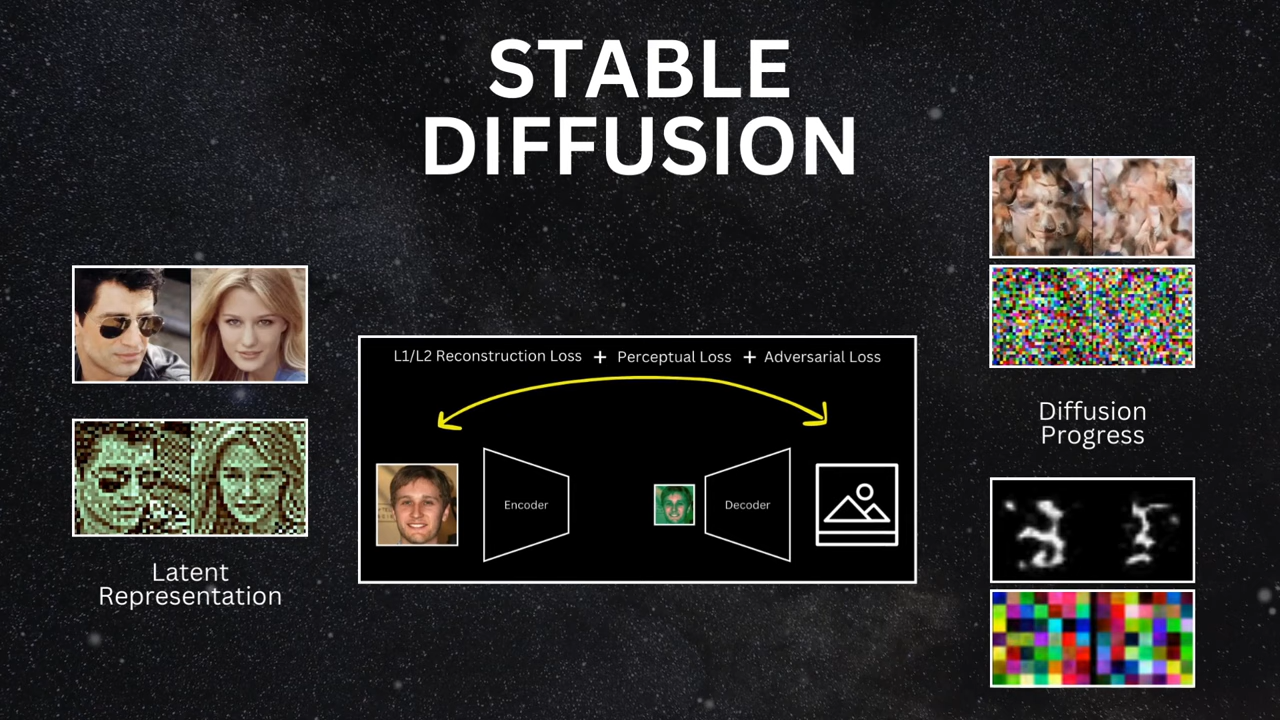 STABLE
DIFFUSION
L1/L2 Reconstruction Loss + Perceptual Loss + Adversarial Loss
Encoder
Decoder
Latent
Representation
Diffusion
Progress